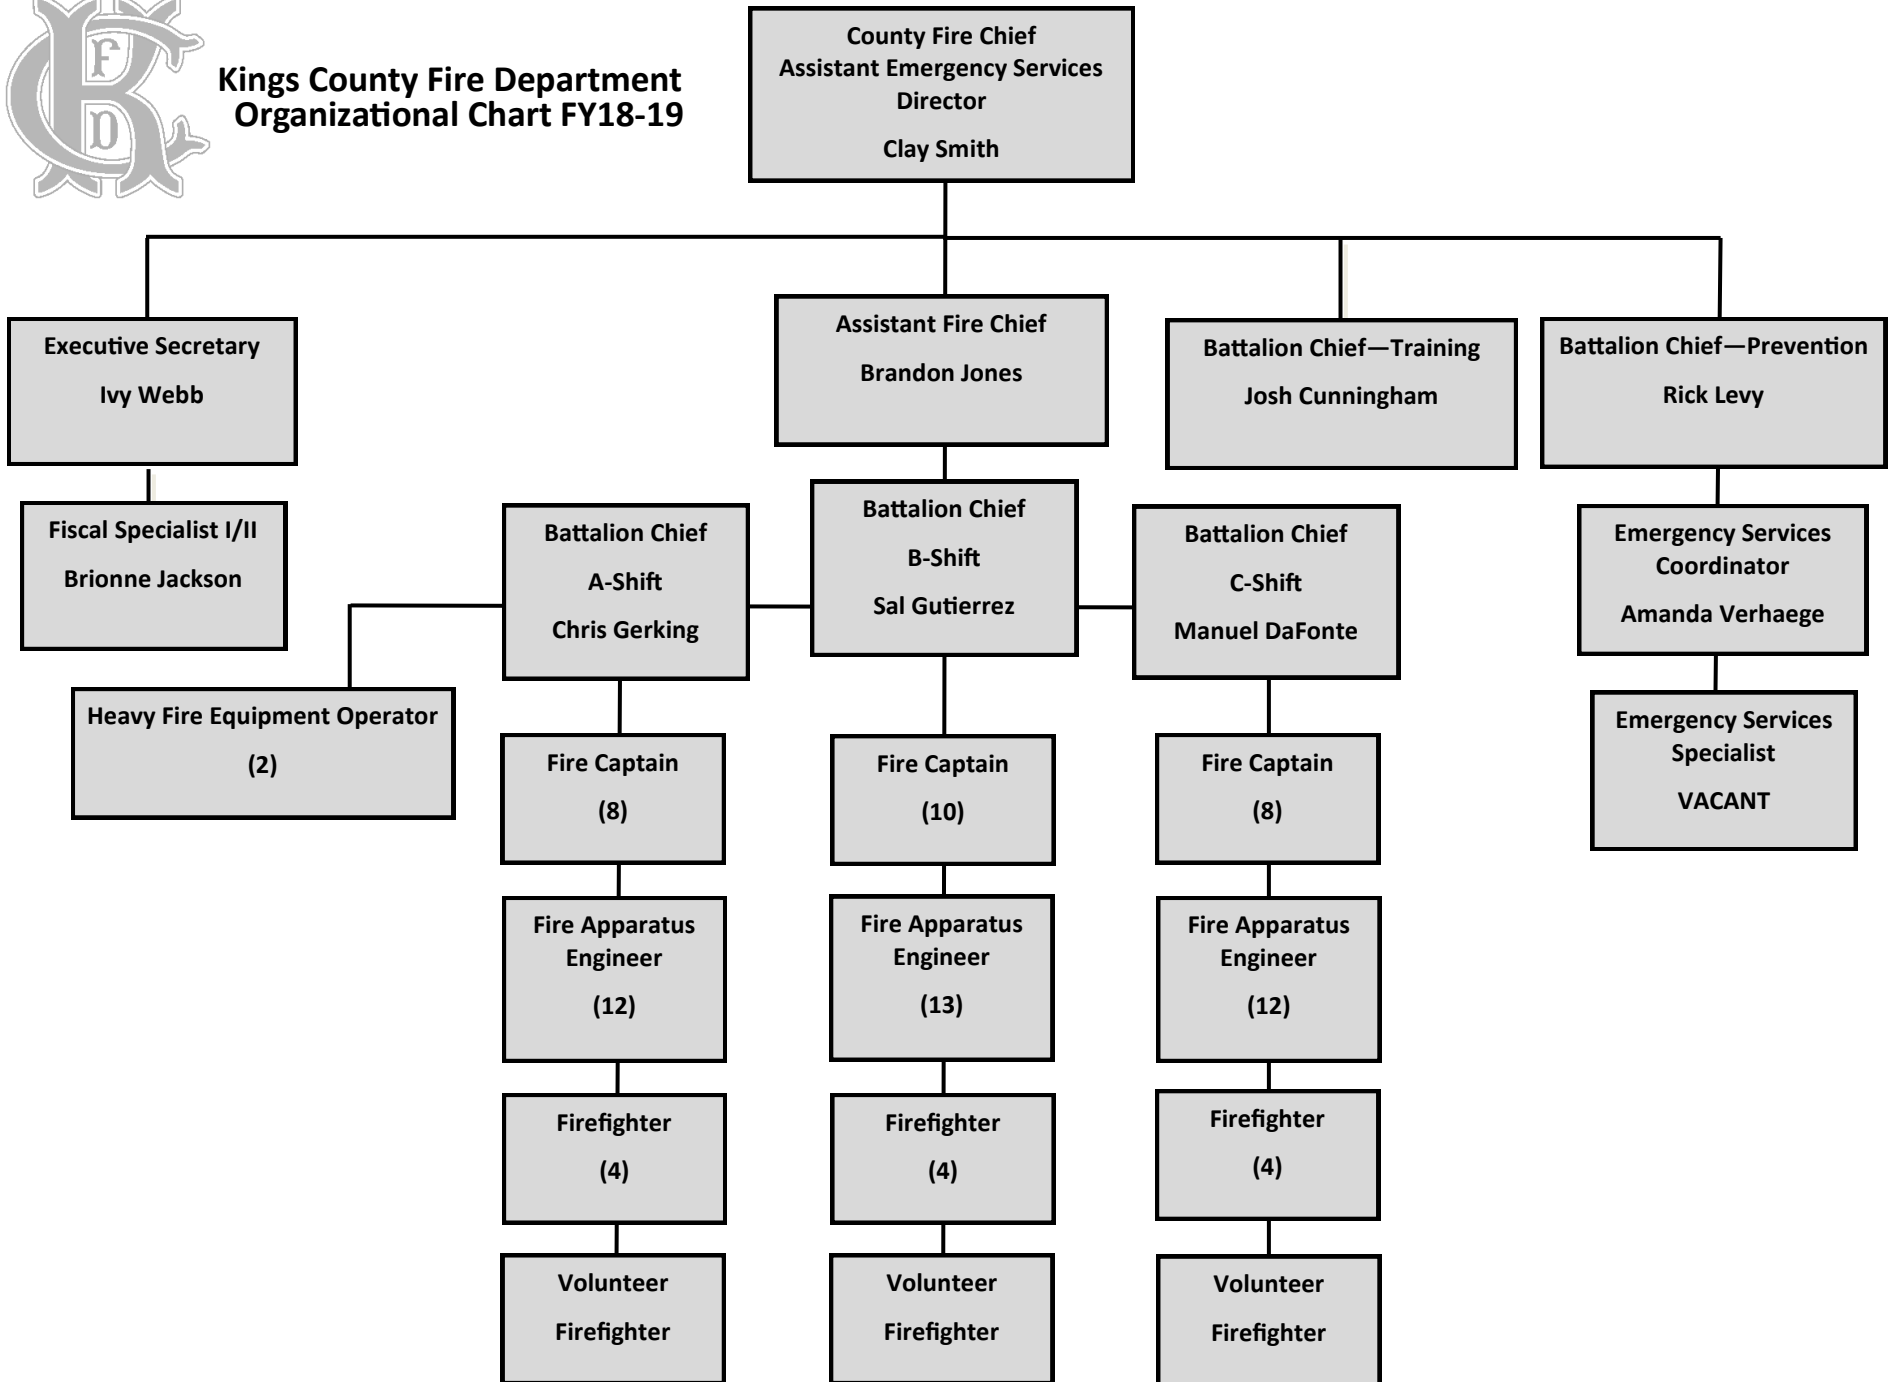 K
C
F
D
Kings County Fire Department
Organizational Chart FY18-19
County Fire Chief
Assistant Emergency Services
Director
Clay Smith
Executive Secretary
Ivy Webb
Assistant Fire Chief
Brandon Jones
Battalion Chief—Training
Josh Cunningham
Battalion Chief—Prevention
Rick Levy
Fiscal Specialist I/II
Brionne Jackson
Battalion Chief
A-Shift
Chris Gerking
Battalion Chief
B-Shift
Sal Gutierrez
Battalion Chief
C-Shift
Manuel DaFonte
Emergency Services
Coordinator
Amanda Verhaege
Heavy Fire Equipment Operator
(2)
Fire Captain
(8)
Fire Captain
(10)
Fire Captain
(8)
Emergency Services
Specialist
VACANT
Fire Apparatus
Engineer
(12)
Fire Apparatus
Engineer
(13)
Fire Apparatus
Engineer
(12)
Firefighter
(4)
Firefighter
(4)
Firefighter
(4)
Volunteer
Firefighter
Volunteer
Firefighter
Volunteer
Firefighter